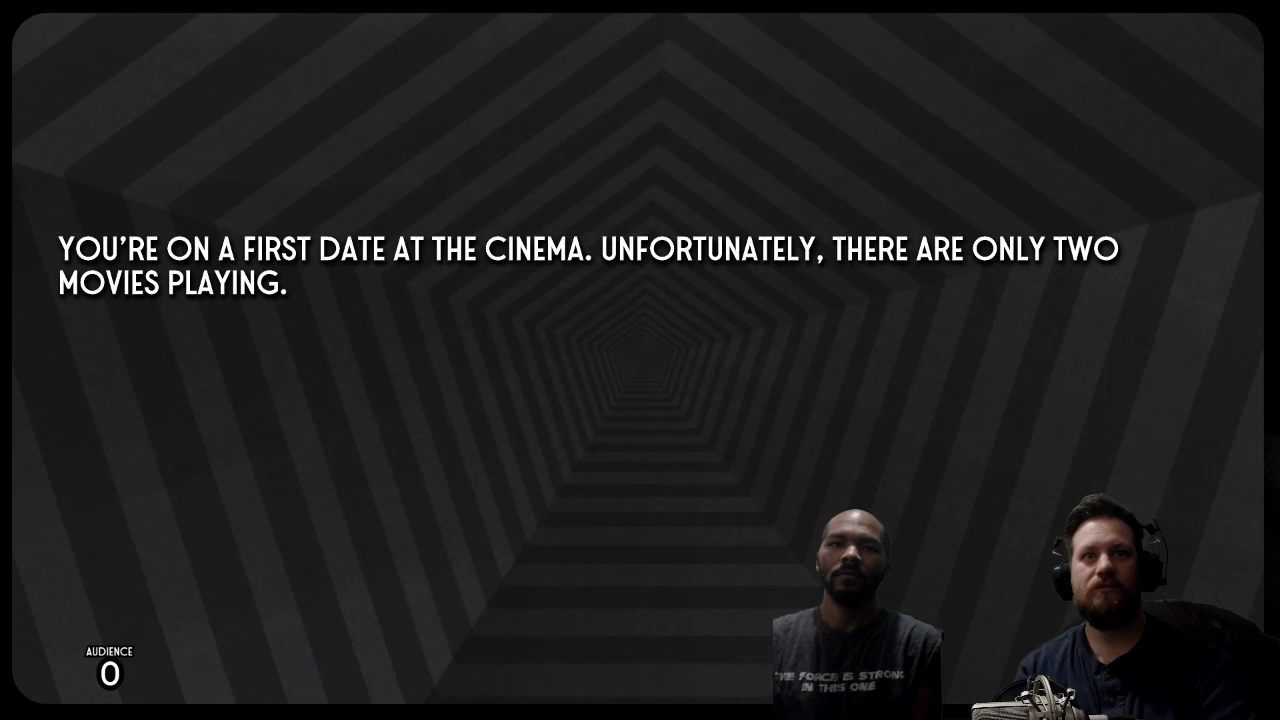 YOU'RE ON A FIRST DATE AT THE CINEMA. UNFORTUNATELY, THERE ARE ONLY TWO
MOVIES PLAYING.
AUDIENCE
0
THE FORCE IS STRONG
IN THIS ONE